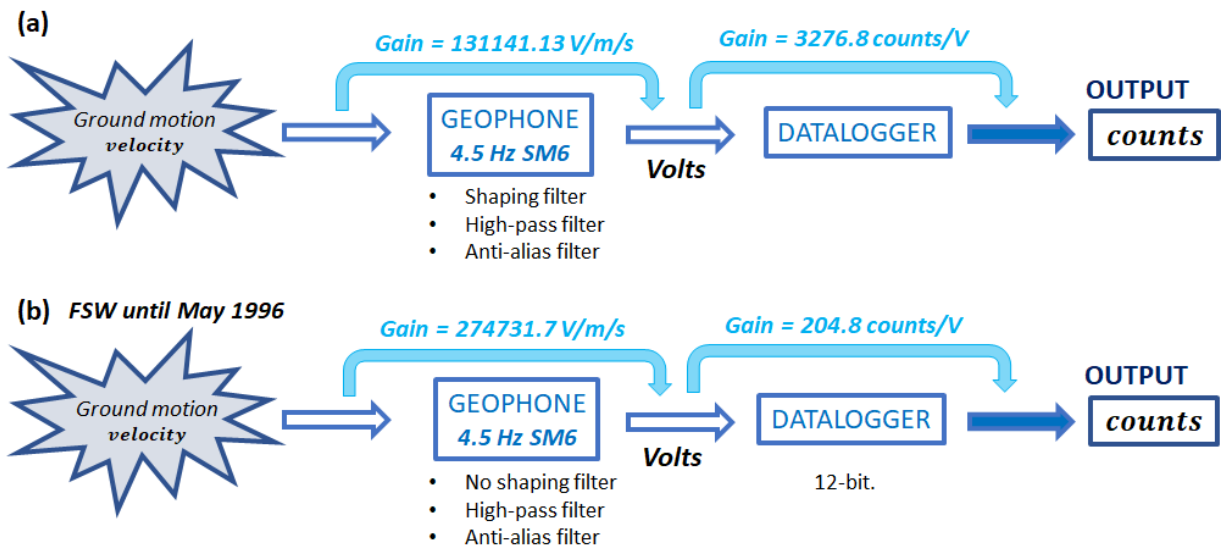 (a)
Gain = 131141.13 V/m/s
Gain = 3276.8 counts/V
Ground motion
velocity
GEOPHONE
4.5 Hz SM6
Volts
DATALOGGER
OUTPUT
counts
• Shaping filter
• High-pass filter
• Anti-alias filter
(b) FSW until May 1996
Gain = 274731.7 V/m/s
Gain = 204.8 counts/V
Ground motion
velocity
GEOPHONE
4.5 Hz SM6
Volts
DATALOGGER
OUTPUT
counts
• No shaping filter
• High-pass filter
• Anti-alias filter
12-bit.